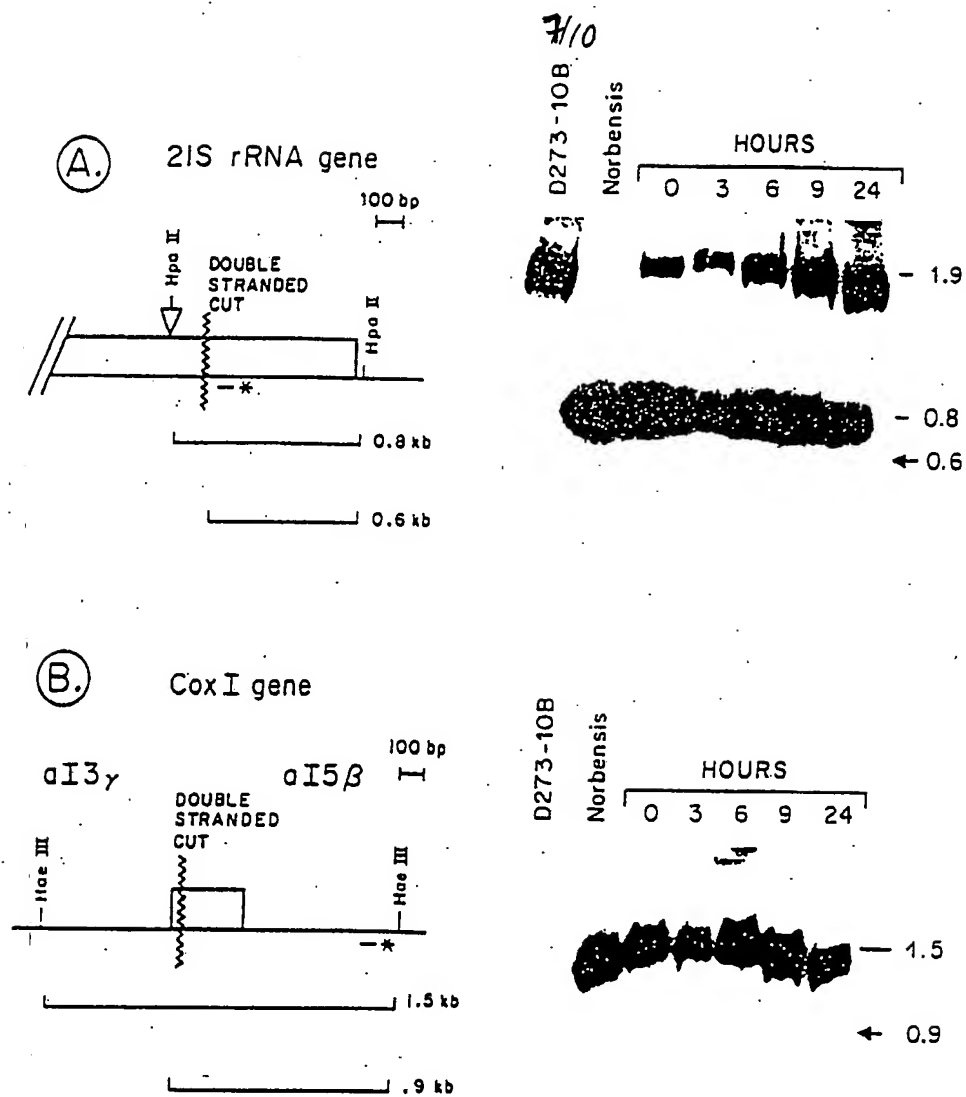 7/10
A.
21S rRNA gene
100 bp
Hpa II
DOUBLE
STRANDED
CUT
Hpa II
*
0.8 kb
0.6 kb
D273-10B
Norbensis
HOURS
0 3 6 9 24
1.9
0.8
0.6
B.
Cox I gene
100 bp
aI3γ
aI5β
DOUBLE
STRANDED
CUT
Hae III
Hae III
*
1.5 kb
.9 kb
D273-10B
Norbensis
HOURS
0 3 6 9 24
1.5
0.9